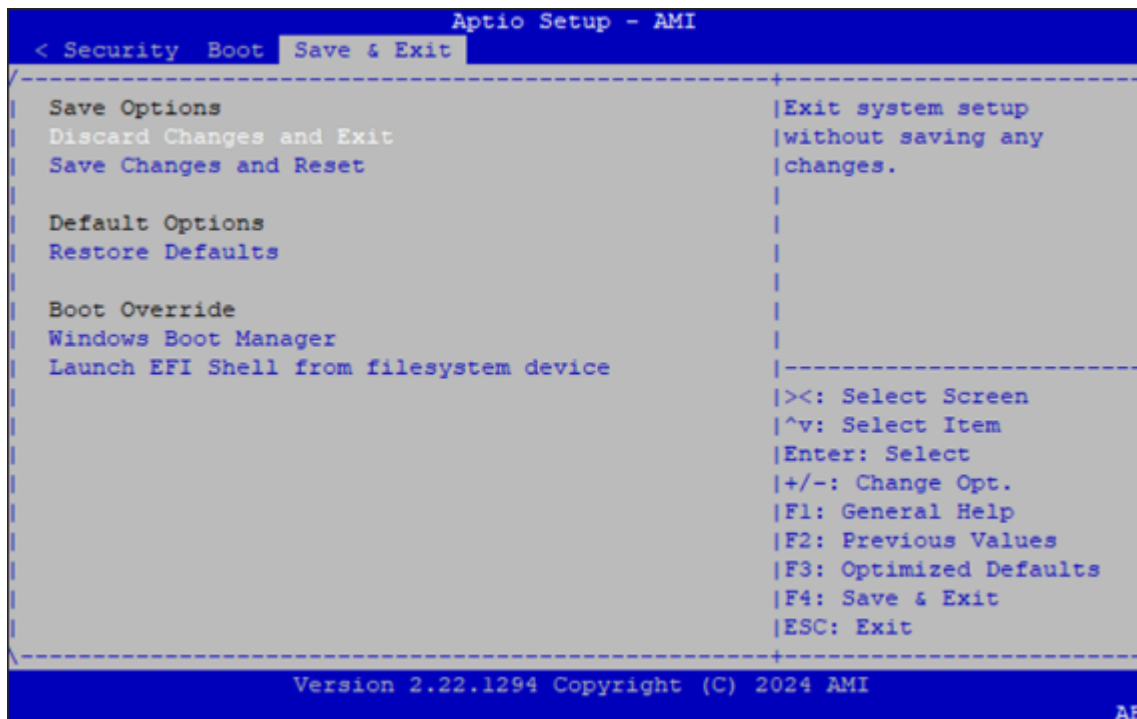 Aptio Setup - AMI
< Security Boot Save & Exit
Save Options
Discard Changes and Exit
Save Changes and Reset
Default Options
Restore Defaults
Boot Override
Windows Boot Manager
Launch EFI Shell from filesystem device
Exit system setup
without saving any
changes.
><: Select Screen
^v: Select Item
Enter: Select
+/-: Change Opt.
F1: General Help
F2: Previous Values
F3: Optimized Defaults
F4: Save & Exit
ESC: Exit
Version 2.22.1294 Copyright (C) 2024 AMI